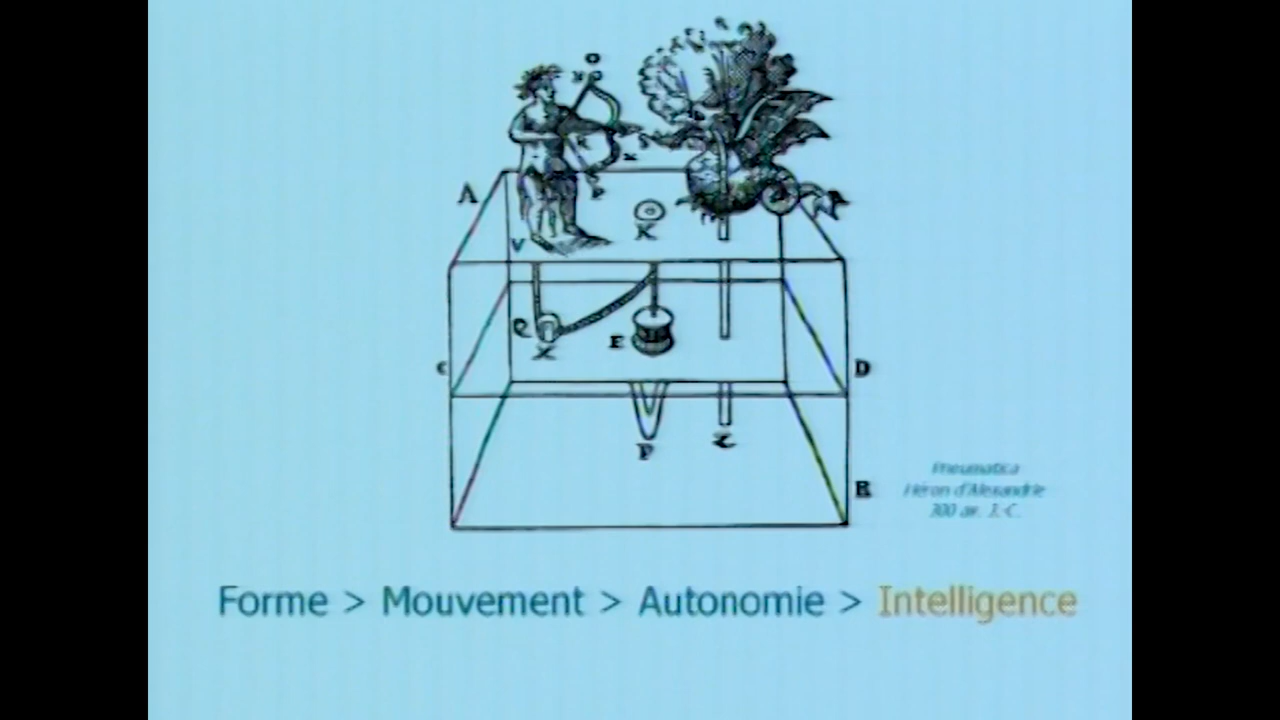 A
K
V
X
E
C
D
P
B
Pneumatica
Héron d'Alexandrie
300 av. J.-C.
Forme > Mouvement > Autonomie > Intelligence